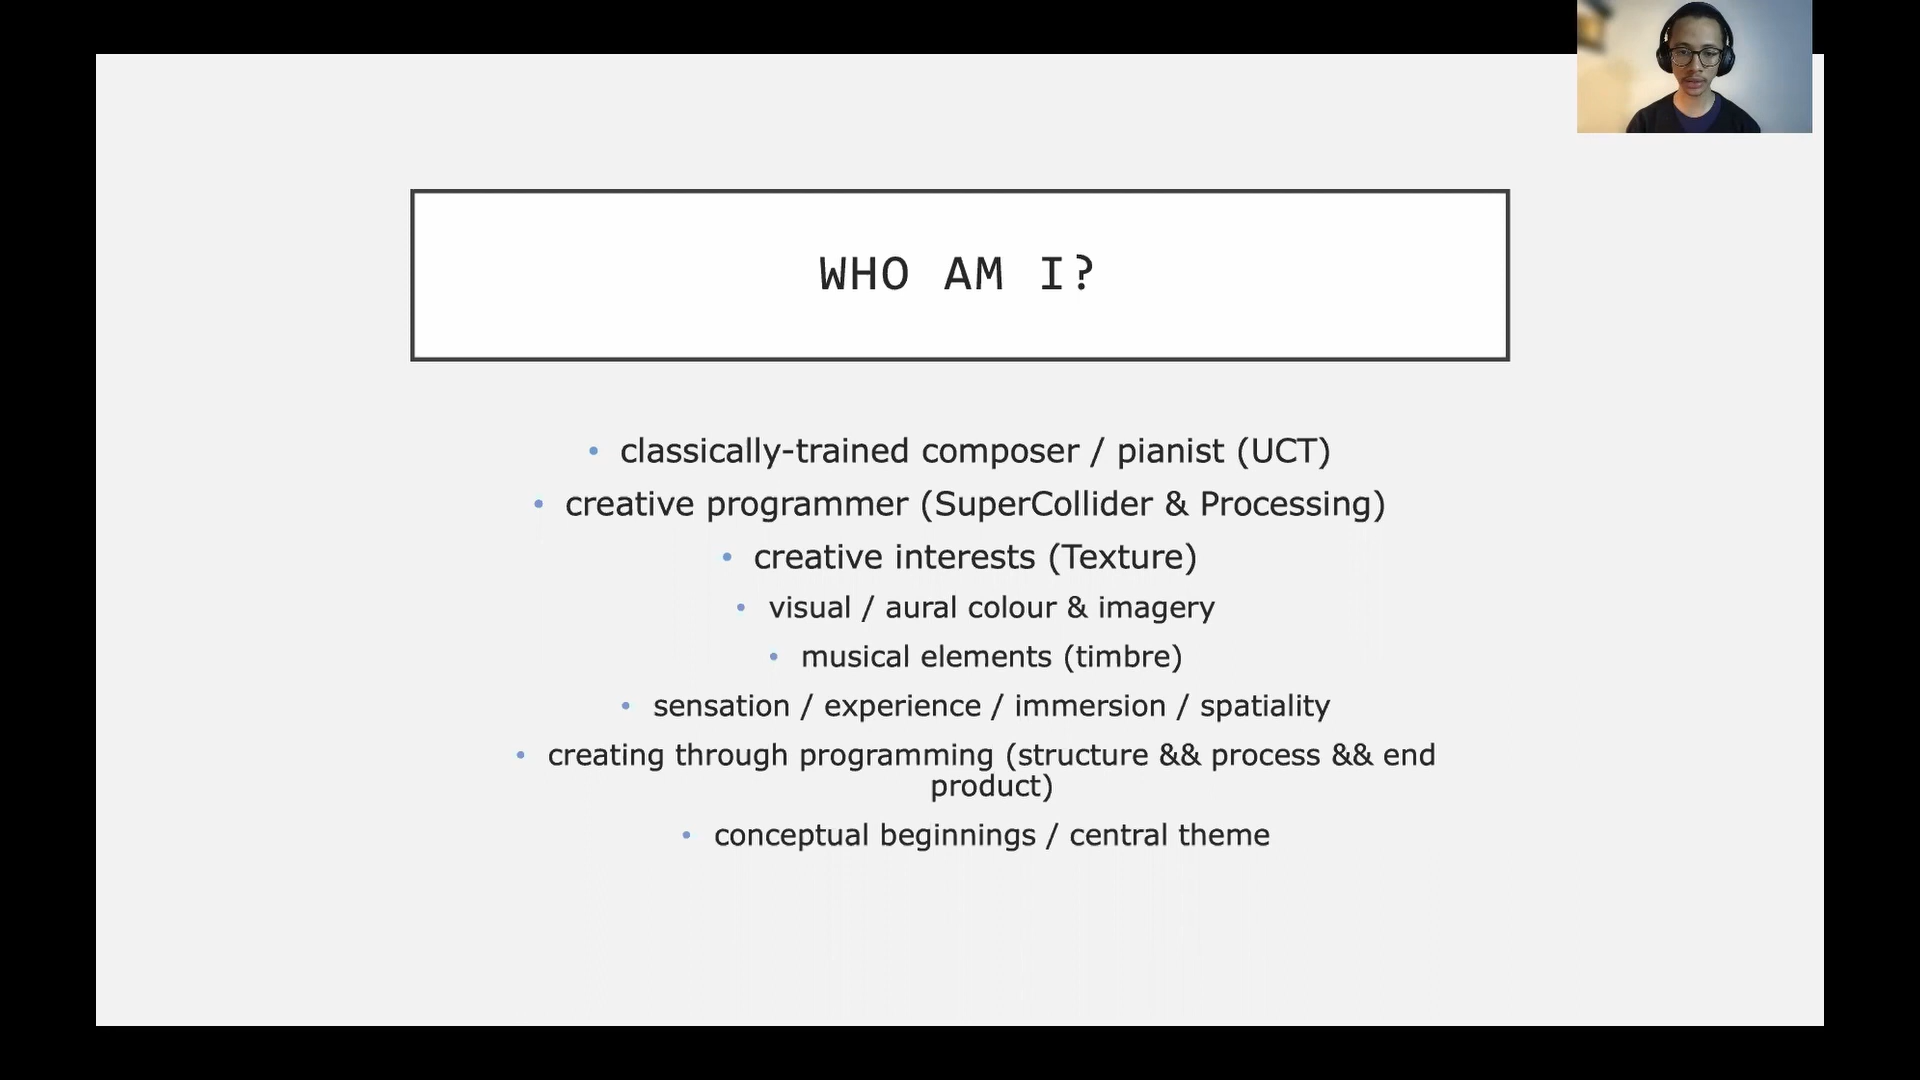 WHO AM I?
• classically-trained composer / pianist (UCT)
• creative programmer (SuperCollider & Processing)
• creative interests (Texture)
• visual / aural colour & imagery
• musical elements (timbre)
• sensation / experience / immersion / spatiality
• creating through programming (structure && process && end
product)
• conceptual beginnings / central theme